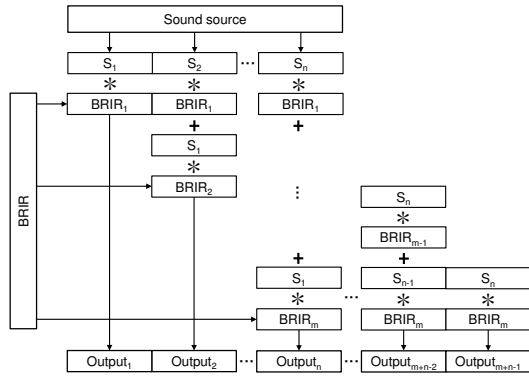 Sound source
S₁ S₂ ... Sₙ
* * *
BRIR₁ BRIR₁ BRIR₁
+ +
S₁
*
BRIR
BRIR₂
⋮
Sₙ
*
BRIRₘ₋₁
+ +
S₁ ... Sₙ₋₁ Sₙ
* * *
BRIRₘ BRIRₘ BRIRₘ
Output₁ Output₂ ... Outputₙ ... Outputₘ₊ₙ₋₂ Outputₘ₊ₙ₋₁